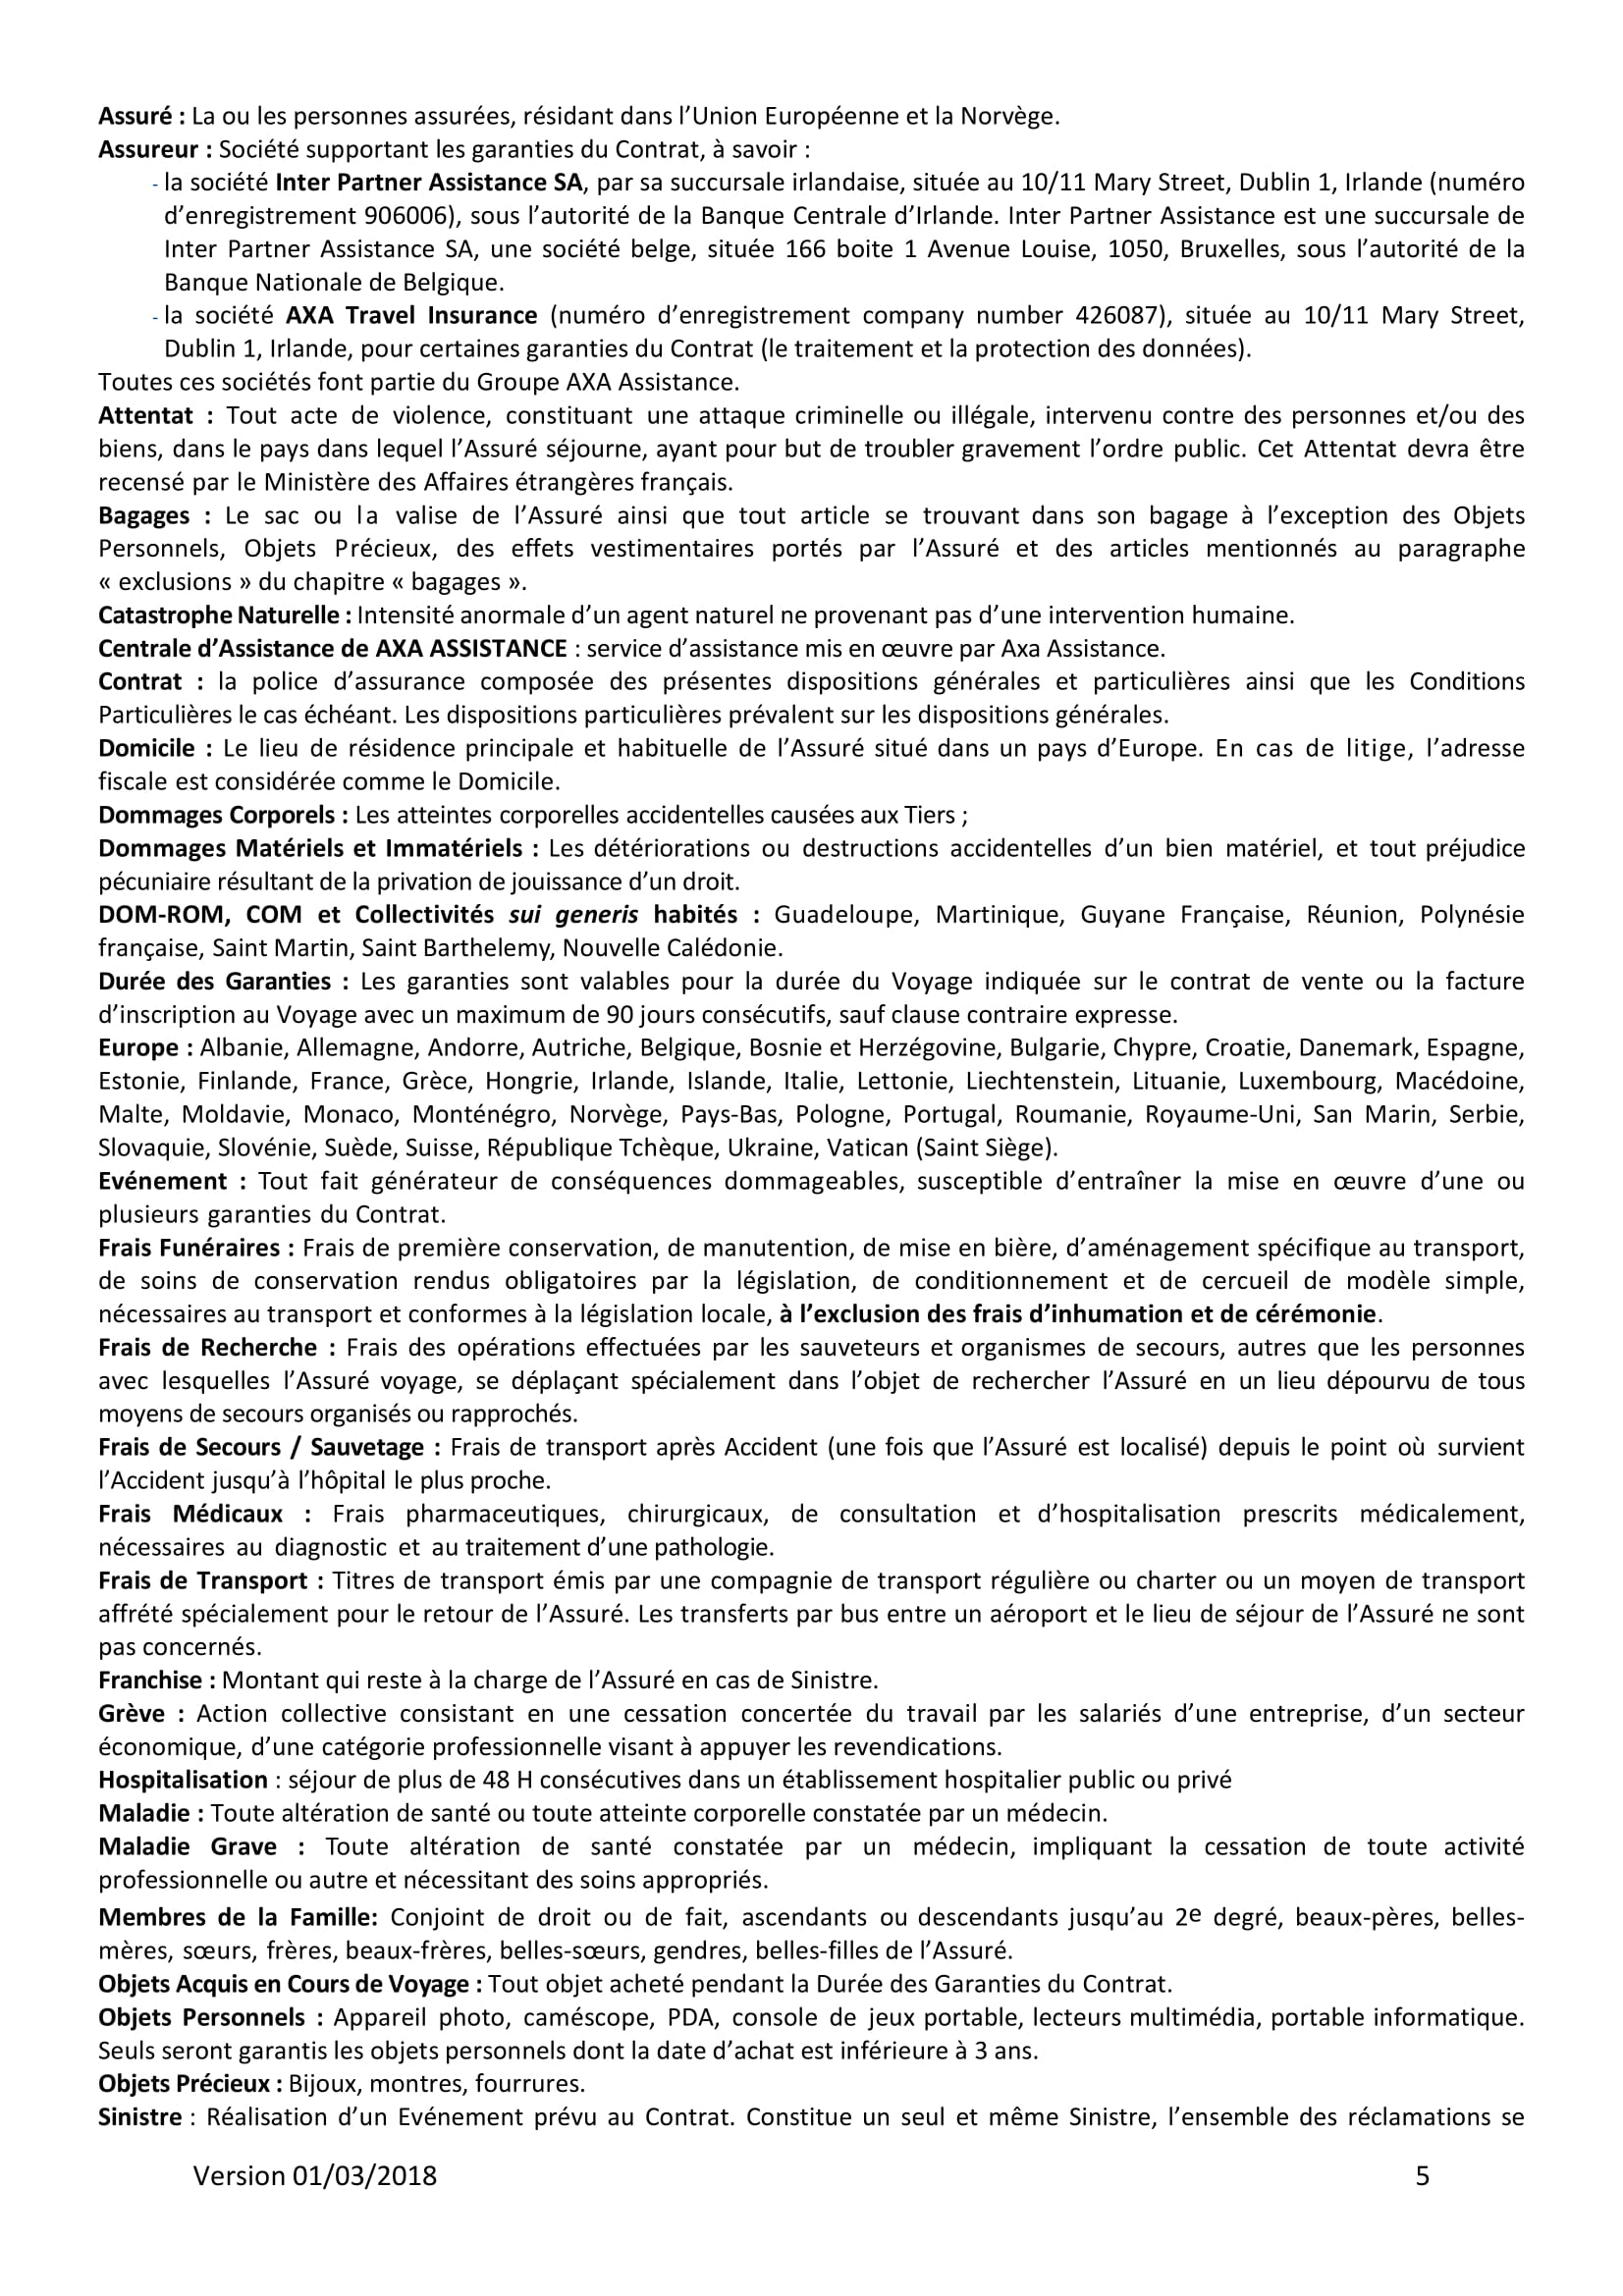 Assuré : La ou les personnes assurées, résidant dans l’Union Européenne et la Norvège.
Assureur : Société supportant les garanties du Contrat, à savoir :
- la société Inter Partner Assistance SA, par sa succursale irlandaise, située au 10/11 Mary Street, Dublin 1, Irlande (numéro
d’enregistrement 906006), sous l’autorité de la Banque Centrale d’Irlande. Inter Partner Assistance est une succursale de
Inter Partner Assistance SA, une société belge, située 166 boite 1 Avenue Louise, 1050, Bruxelles, sous l’autorité de la
Banque Nationale de Belgique.
- la société AXA Travel Insurance (numéro d’enregistrement company number 426087), située au 10/11 Mary Street,
Dublin 1, Irlande, pour certaines garanties du Contrat (le traitement et la protection des données).
Toutes ces sociétés font partie du Groupe AXA Assistance.
Attentat : Tout acte de violence, constituant une attaque criminelle ou illégale, intervenu contre des personnes et/ou des
biens, dans le pays dans lequel l’Assuré séjourne, ayant pour but de troubler gravement l’ordre public. Cet Attentat devra être
recensé par le Ministère des Affaires étrangères français.
Bagages : Le sac ou la valise de l’Assuré ainsi que tout article se trouvant dans son bagage à l’exception des Objets
Personnels, Objets Précieux, des effets vestimentaires portés par l’Assuré et des articles mentionnés au paragraphe
« exclusions » du chapitre « bagages ».
Catastrophe Naturelle : Intensité anormale d’un agent naturel ne provenant pas d’une intervention humaine.
Centrale d’Assistance de AXA ASSISTANCE : service d’assistance mis en œuvre par Axa Assistance.
Contrat : la police d’assurance composée des présentes dispositions générales et particulières ainsi que les Conditions
Particulières le cas échéant. Les dispositions particulières prévalent sur les dispositions générales.
Domicile : Le lieu de résidence principale et habituelle de l’Assuré situé dans un pays d’Europe. En cas de litige, l’adresse
fiscale est considérée comme le Domicile.
Dommages Corporels : Les atteintes corporelles accidentelles causées aux Tiers ;
Dommages Matériels et Immatériels : Les détériorations ou destructions accidentelles d’un bien matériel, et tout préjudice
pécuniaire résultant de la privation de jouissance d’un droit.
DOM-ROM, COM et Collectivités sui generis habités : Guadeloupe, Martinique, Guyane Française, Réunion, Polynésie
française, Saint Martin, Saint Barthelemy, Nouvelle Calédonie.
Durée des Garanties : Les garanties sont valables pour la durée du Voyage indiquée sur le contrat de vente ou la facture
d’inscription au Voyage avec un maximum de 90 jours consécutifs, sauf clause contraire expresse.
Europe : Albanie, Allemagne, Andorre, Autriche, Belgique, Bosnie et Herzégovine, Bulgarie, Chypre, Croatie, Danemark, Espagne,
Estonie, Finlande, France, Grèce, Hongrie, Irlande, Islande, Italie, Lettonie, Liechtenstein, Lituanie, Luxembourg, Macédoine,
Malte, Moldavie, Monaco, Monténégro, Norvège, Pays-Bas, Pologne, Portugal, Roumanie, Royaume-Uni, San Marin, Serbie,
Slovaquie, Slovénie, Suède, Suisse, République Tchèque, Ukraine, Vatican (Saint Siège).
Evénement : Tout fait générateur de conséquences dommageables, susceptible d’entraîner la mise en œuvre d’une ou
plusieurs garanties du Contrat.
Frais Funéraires : Frais de première conservation, de manutention, de mise en bière, d’aménagement spécifique au transport,
de soins de conservation rendus obligatoires par la législation, de conditionnement et de cercueil de modèle simple,
nécessaires au transport et conformes à la législation locale, à l’exclusion des frais d’inhumation et de cérémonie.
Frais de Recherche : Frais des opérations effectuées par les sauveteurs et organismes de secours, autres que les personnes
avec lesquelles l’Assuré voyage, se déplaçant spécialement dans l’objet de rechercher l’Assuré en un lieu dépourvu de tous
moyens de secours organisés ou rapprochés.
Frais de Secours / Sauvetage : Frais de transport après Accident (une fois que l’Assuré est localisé) depuis le point où survient
l’Accident jusqu’à l’hôpital le plus proche.
Frais Médicaux : Frais pharmaceutiques, chirurgicaux, de consultation et d’hospitalisation prescrits médicalement,
nécessaires au diagnostic et au traitement d’une pathologie.
Frais de Transport : Titres de transport émis par une compagnie de transport régulière ou charter ou un moyen de transport
affrété spécialement pour le retour de l’Assuré. Les transferts par bus entre un aéroport et le lieu de séjour de l’Assuré ne sont
pas concernés.
Franchise : Montant qui reste à la charge de l’Assuré en cas de Sinistre.
Grève : Action collective consistant en une cessation concertée du travail par les salariés d’une entreprise, d’un secteur
économique, d’une catégorie professionnelle visant à appuyer les revendications.
Hospitalisation : séjour de plus de 48 H consécutives dans un établissement hospitalier public ou privé
Maladie : Toute altération de santé ou toute atteinte corporelle constatée par un médecin.
Maladie Grave : Toute altération de santé constatée par un médecin, impliquant la cessation de toute activité
professionnelle ou autre et nécessitant des soins appropriés.
Membres de la Famille: Conjoint de droit ou de fait, ascendants ou descendants jusqu’au 2e degré, beaux-pères, belles-
mères, sœurs, frères, beaux-frères, belles-sœurs, gendres, belles-filles de l’Assuré.
Objets Acquis en Cours de Voyage : Tout objet acheté pendant la Durée des Garanties du Contrat.
Objets Personnels : Appareil photo, caméscope, PDA, console de jeux portable, lecteurs multimédia, portable informatique.
Seuls seront garantis les objets personnels dont la date d’achat est inférieure à 3 ans.
Objets Précieux : Bijoux, montres, fourrures.
Sinistre : Réalisation d’un Evénement prévu au Contrat. Constitue un seul et même Sinistre, l’ensemble des réclamations se
Version 01/03/2018 5